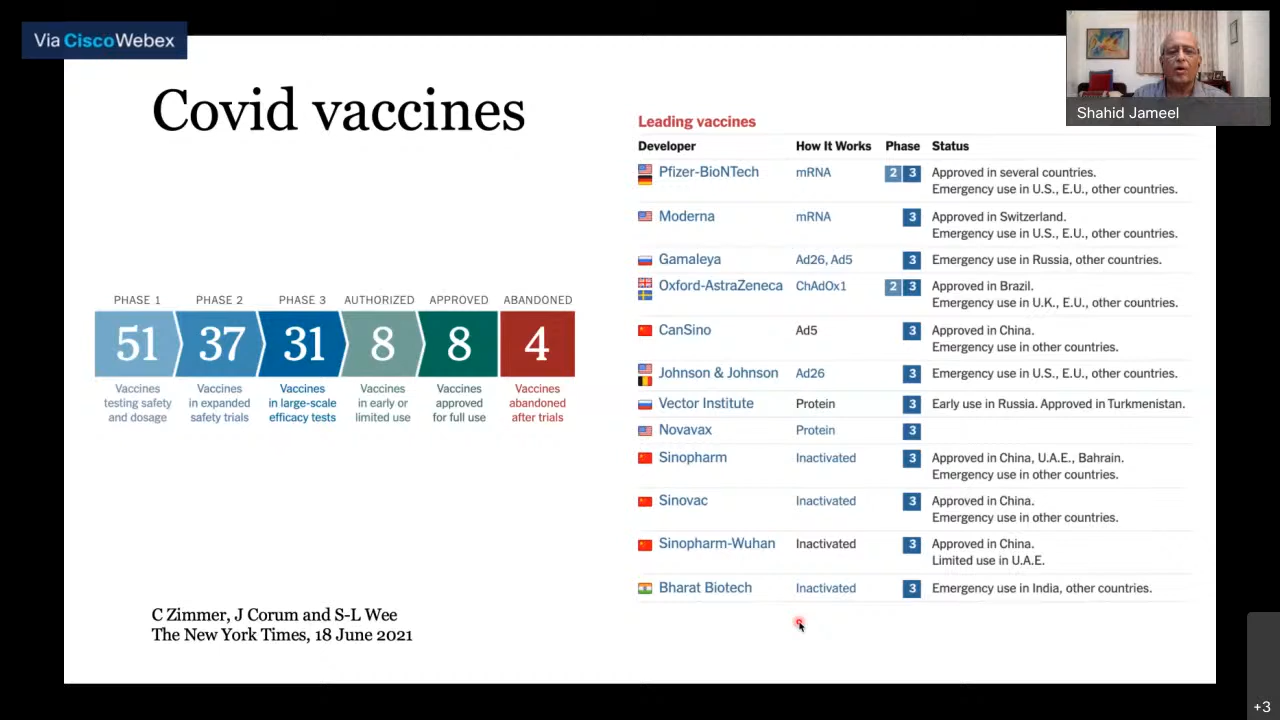 Via CiscoWebex
Shahid Jameel
Covid vaccines
PHASE 1 PHASE 2 PHASE 3 AUTHORIZED APPROVED ABANDONED
51 37 31 8 8 4
Vaccines testing safety and dosage
Vaccines in expanded safety trials
Vaccines in large-scale efficacy tests
Vaccines in early or limited use
Vaccines approved for full use
Vaccines abandoned after trials
C Zimmer, J Corum and S-L Wee
The New York Times, 18 June 2021
Leading vaccines
Developer How It Works Phase Status
Pfizer-BioNTech mRNA 2 3 Approved in several countries.
Emergency use in U.S., E.U., other countries.
Moderna mRNA 3 Approved in Switzerland.
Emergency use in U.S., E.U., other countries.
Gamaleya Ad26, Ad5 3 Emergency use in Russia, other countries.
Oxford-AstraZeneca ChAdOx1 2 3 Approved in Brazil.
Emergency use in U.K., E.U., other countries.
CanSino Ad5 3 Approved in China.
Emergency use in other countries.
Johnson & Johnson Ad26 3 Emergency use in U.S., E.U., other countries.
Vector Institute Protein 3 Early use in Russia. Approved in Turkmenistan.
Novavax Protein 3
Sinopharm Inactivated 3 Approved in China, U.A.E., Bahrain.
Emergency use in other countries.
Sinovac Inactivated 3 Approved in China.
Emergency use in other countries.
Sinopharm-Wuhan Inactivated 3 Approved in China.
Limited use in U.A.E.
Bharat Biotech Inactivated 3 Emergency use in India, other countries.
+3